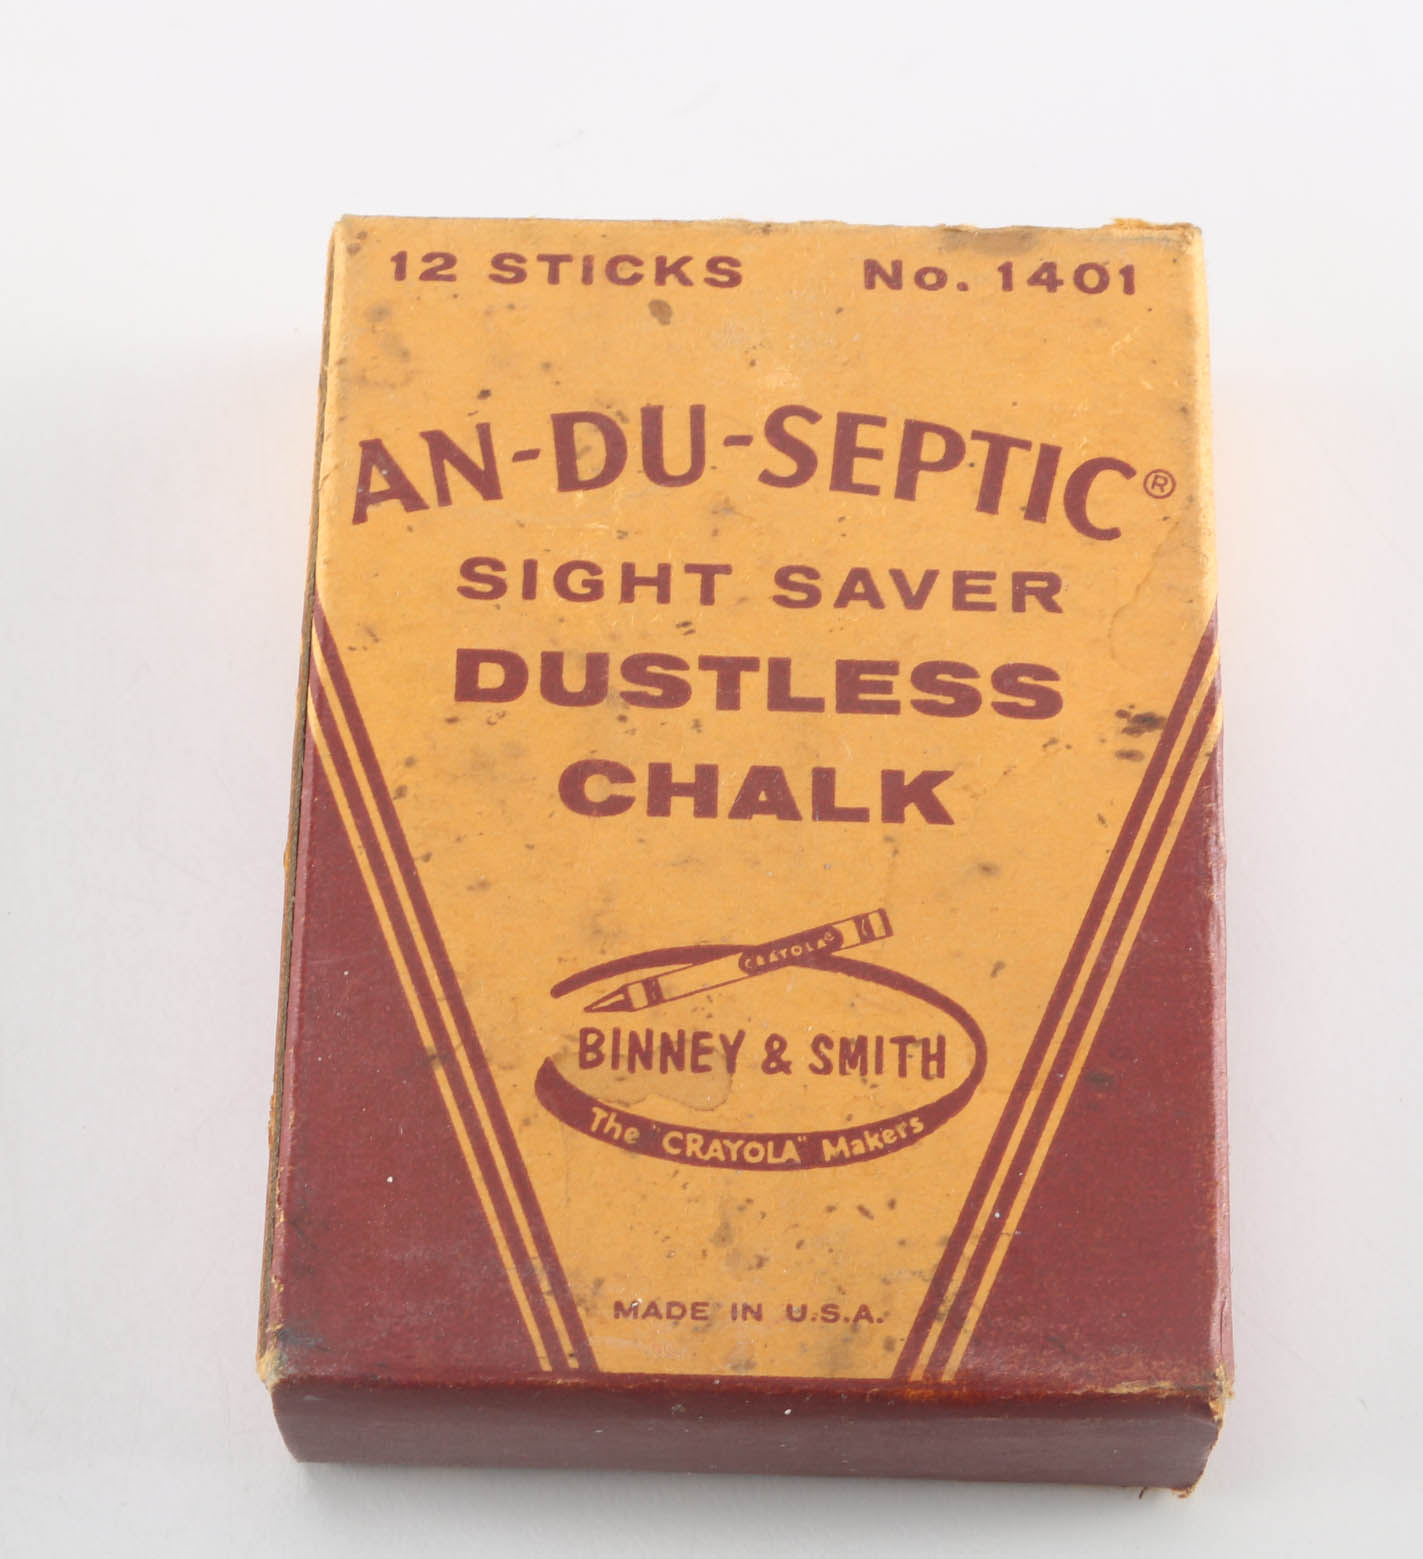 12 STICKS No. 1401
AN-DU-SEPTIC®
SIGHT SAVER
DUSTLESS
CHALK
CRAYOLA®
BINNEY & SMITH
The "CRAYOLA" Makers
MADE IN U.S.A.